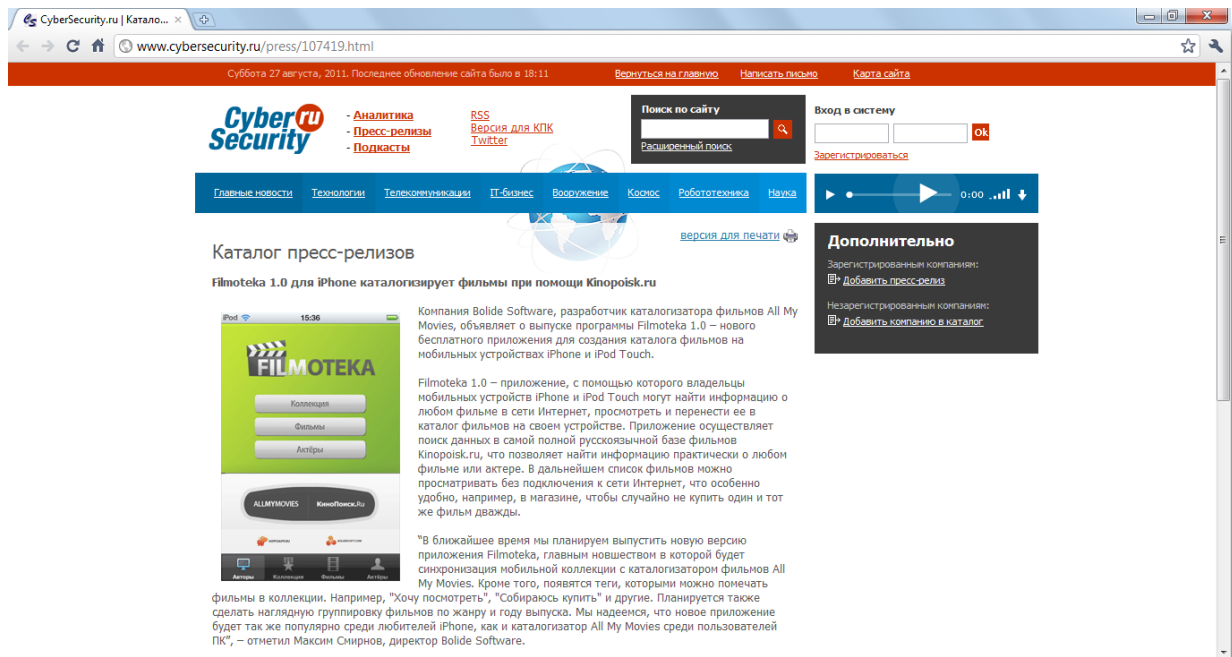 CyberSecurity.ru | Катало...
www.cybersecurity.ru/press/107419.html
Суббота 27 августа, 2011. Последнее обновление сайта было в 18:11
Вернуться на главную
Написать письмо
Карта сайта
Cyber ru
Security
- Аналитика
- Пресс-релизы
- Подкасты
RSS
Версия для КПК
Twitter
Поиск по сайту
Расширенный поиск
Вход в систему
Ok
Зарегистрироваться
Главные новости Технологии Телекоммуникации IT-бизнес Вооружение Космос Робототехника Наука
0:00
версия для печати
Каталог пресс-релизов
Filmoteka 1.0 для iPhone каталогизирует фильмы при помощи Kinopoisk.ru
iPod 15:36
FILMОТЕКА
Коллекция
Фильмы
Актёры
ALLMYMOVIES КиноПоиск.Ru
Авторы Коллекция Фильмы Актёры
Компания Bolide Software, разработчик каталогизатора фильмов All My
Movies, объявляет о выпуске программы Filmoteka 1.0 – нового
бесплатного приложения для создания каталога фильмов на
мобильных устройствах iPhone и iPod Touch.
Filmoteka 1.0 – приложение, с помощью которого владельцы
мобильных устройств iPhone и iPod Touch могут найти информацию о
любом фильме в сети Интернет, просмотреть и перенести ее в
каталог фильмов на своем устройстве. Приложение осуществляет
поиск данных в самой полной русскоязычной базе фильмов
Kinopoisk.ru, что позволяет найти информацию практически о любом
фильме или актере. В дальнейшем список фильмов можно
просматривать без подключения к сети Интернет, что особенно
удобно, например, в магазине, чтобы случайно не купить один и тот
же фильм дважды.
"В ближайшее время мы планируем выпустить новую версию
приложения Filmoteka, главным новшеством в которой будет
синхронизация мобильной коллекции с каталогизатором фильмов All
My Movies. Кроме того, появятся теги, которыми можно помечать
фильмы в коллекции. Например, "Хочу посмотреть", "Собираюсь купить" и другие. Планируется также
сделать наглядную группировку фильмов по жанру и году выпуска. Мы надеемся, что новое приложение
будет так же популярно среди любителей iPhone, как и каталогизатор All My Movies среди пользователей
ПК", – отметил Максим Смирнов, директор Bolide Software.
Дополнительно
Зарегистрированным компаниям:
Добавить пресс-релиз
Незарегистрированным компаниям:
Добавить компанию в каталог